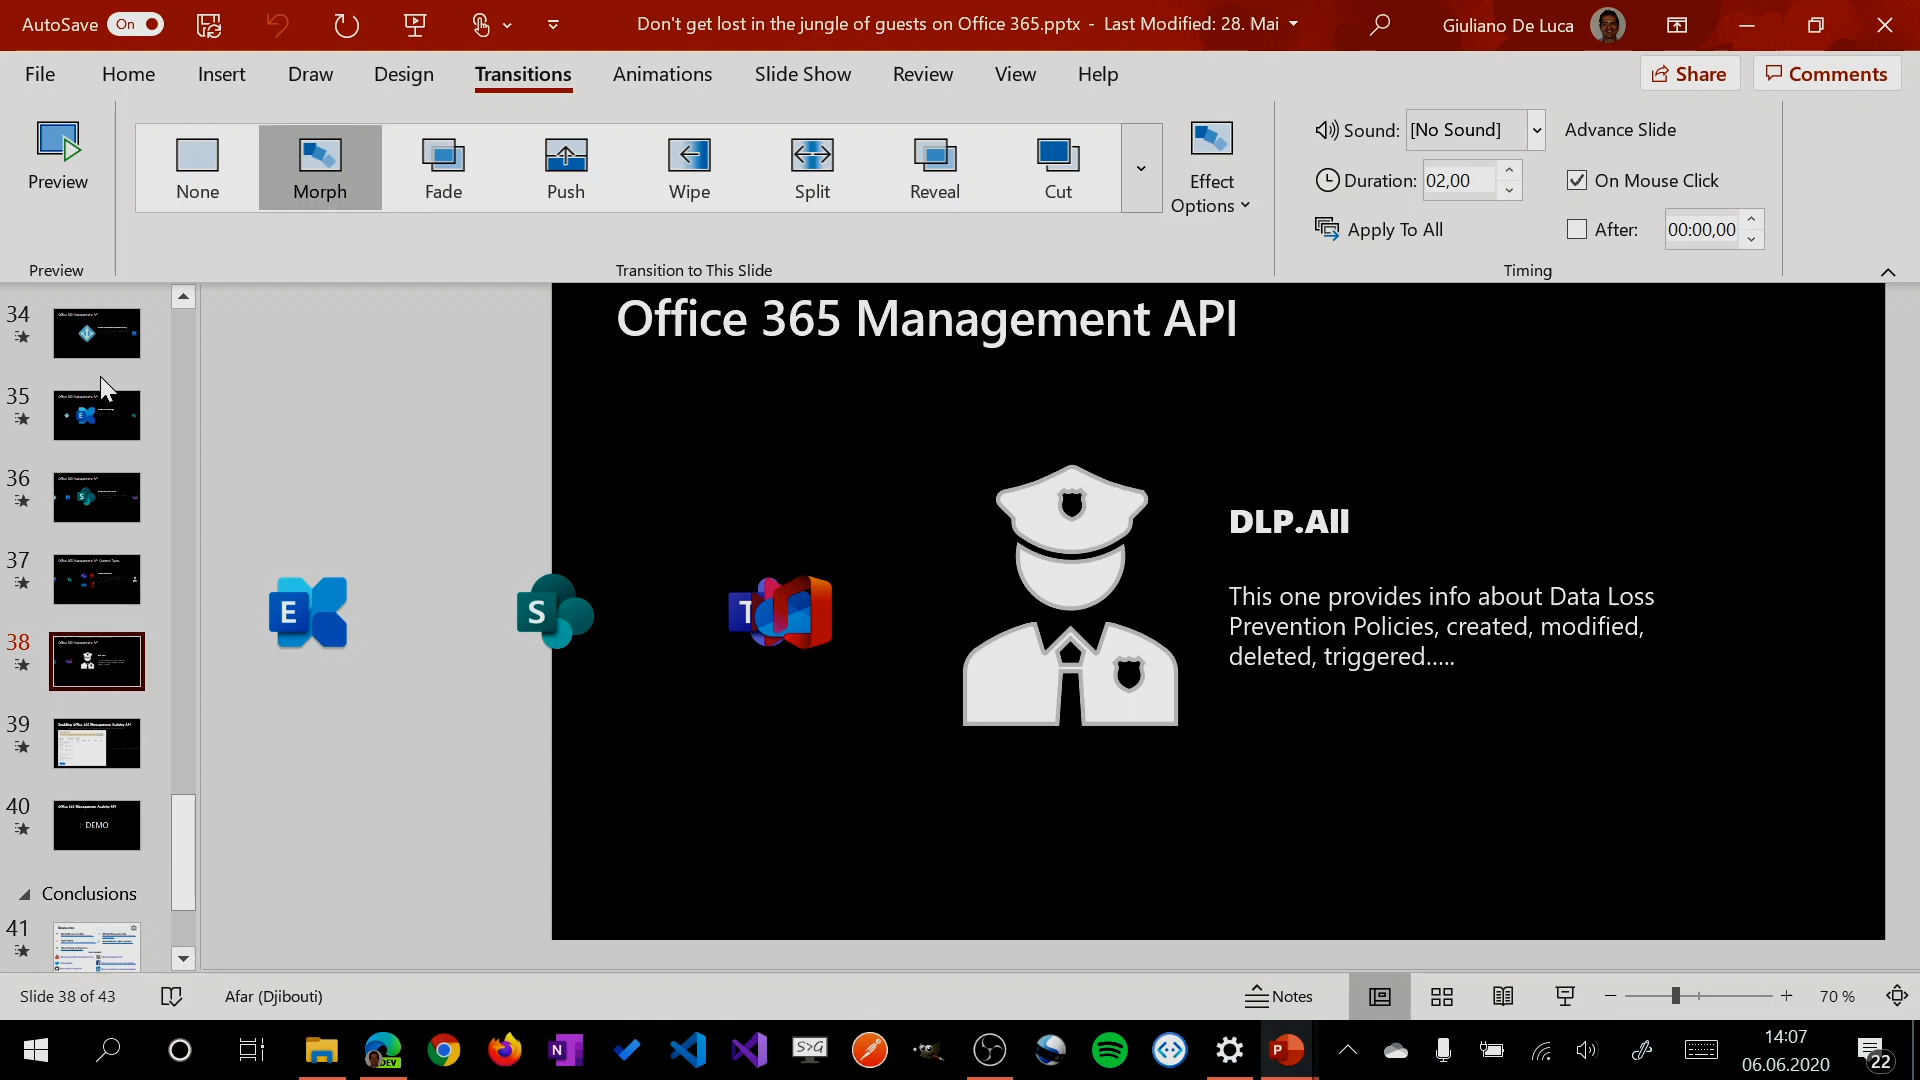 AutoSave On
Don't get lost in the jungle of guests on Office 365.pptx - Last Modified: 28. Mai
Giuliano De Luca
File Home Insert Draw Design Transitions Animations Slide Show Review View Help
Share Comments
Preview
None Morph Fade Push Wipe Split Reveal Cut
Effect
Options
Sound: [No Sound]
Duration: 02,00
Apply To All
Advance Slide
On Mouse Click
After: 00:00,00
Preview
Transition to This Slide
Timing
34
35
36
37
38
39
40
DEMO
Conclusions
41
Office 365 Management API
E
S
T
DLP.All
This one provides info about Data Loss
Prevention Policies, created, modified,
deleted, triggered.....
Slide 38 of 43
Afar (Djibouti)
Notes
70 %
DEV
N
S>G
P
14:07
06.06.2020
22